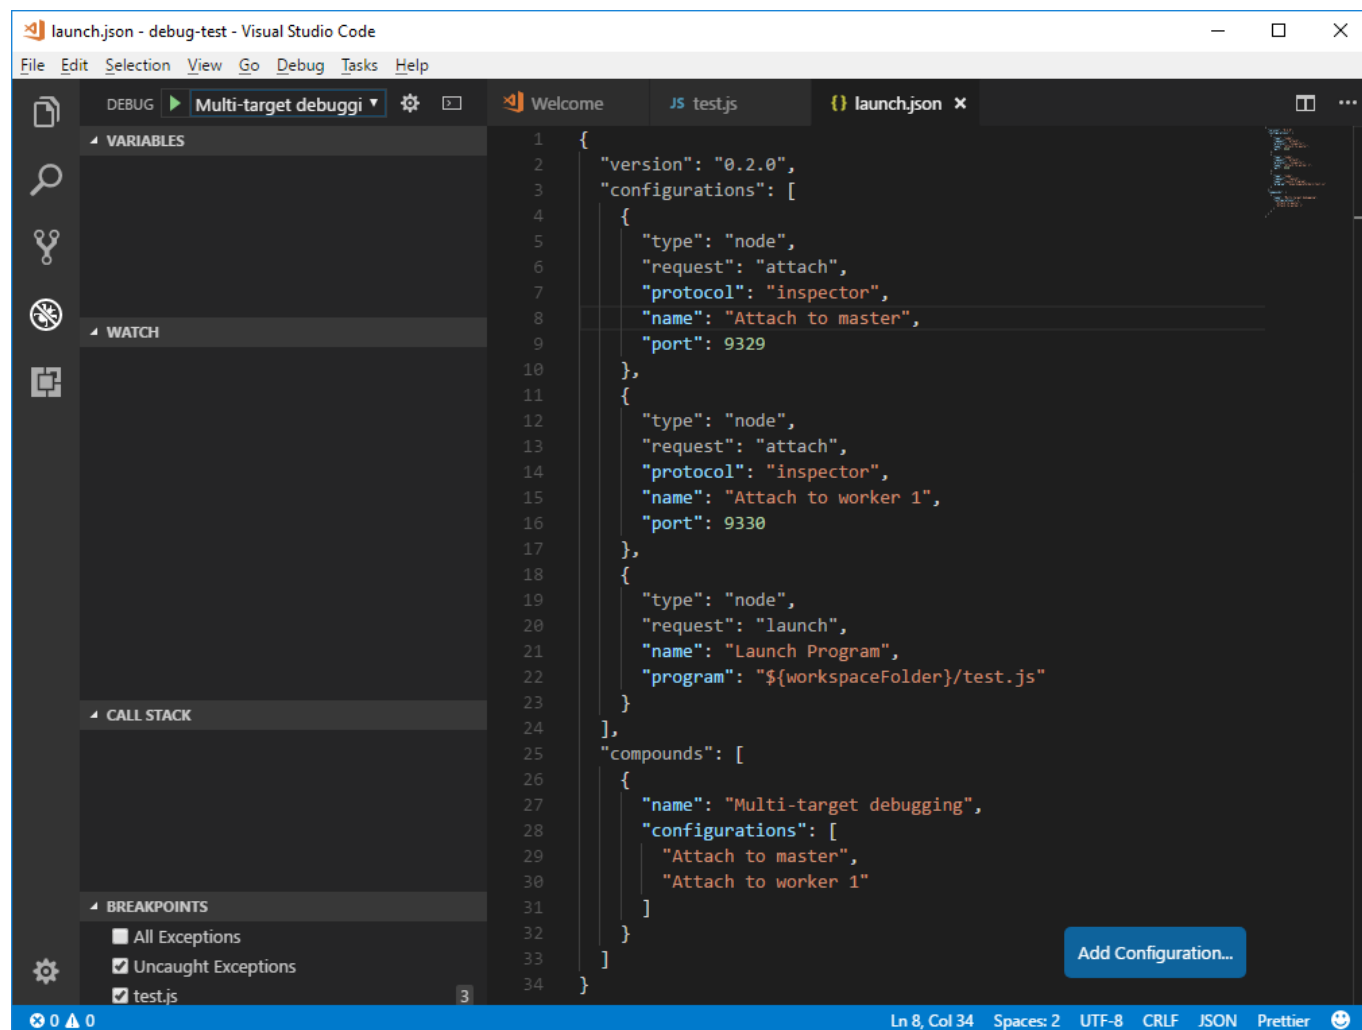 launch.json - debug-test - Visual Studio Code
File Edit Selection View Go Debug Tasks Help
DEBUG Multi-target debuggi
Welcome
JS test.js
{} launch.json ×
VARIABLES
WATCH
CALL STACK
BREAKPOINTS
All Exceptions
Uncaught Exceptions
test.js 3
1 {
2 "version": "0.2.0",
3 "configurations": [
4 {
5 "type": "node",
6 "request": "attach",
7 "protocol": "inspector",
8 "name": "Attach to master",
9 "port": 9329
10 },
11 {
12 "type": "node",
13 "request": "attach",
14 "protocol": "inspector",
15 "name": "Attach to worker 1",
16 "port": 9330
17 },
18 {
19 "type": "node",
20 "request": "launch",
21 "name": "Launch Program",
22 "program": "${workspaceFolder}/test.js"
23 }
24 ],
25 "compounds": [
26 {
27 "name": "Multi-target debugging",
28 "configurations": [
29 "Attach to master",
30 "Attach to worker 1"
31 ]
32 }
33 ]
34 }
Add Configuration...
0 0
Ln 8, Col 34 Spaces: 2 UTF-8 CRLF JSON Prettier